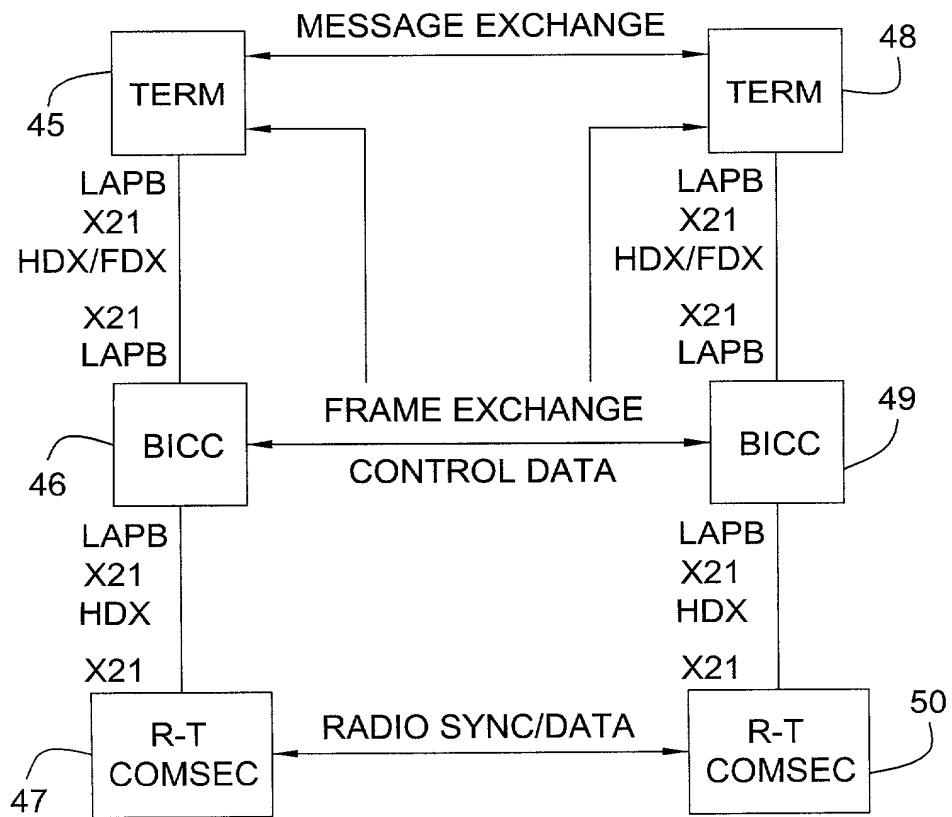 MESSAGE EXCHANGE
48
TERM
TERM
45
LAPB
X21
HDX/FDX
LAPB
X21
HDX/FDX
X21
LAPB
X21
LAPB
FRAME EXCHANGE
49
BICC
BICC
46
CONTROL DATA
LAPB
X21
HDX
LAPB
X21
HDX
X21
X21
RADIO SYNC/DATA
50
R-T
COMSEC
R-T
COMSEC
47